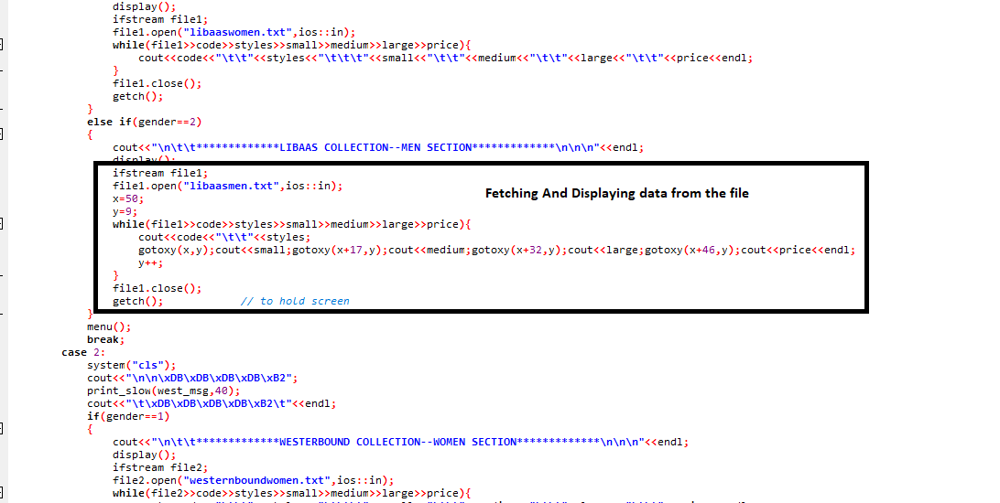 display();
ifstream file1;
file1.open("libaaswomen.txt",ios::in);
while(file1>>code>>styles>>small>>medium>>large>>price){
cout<<code<<"\t\t"<<styles<<"\t\t\t"<<small<<"\t\t"<<medium<<"\t\t"<<large<<"\t\t"<<price<<endl;
}
file1.close();
getch();
}
else if(gender==2)
{
cout<<"\n\t\t*************LIBAAS COLLECTION--MEN SECTION*************\n\n\n"<<endl;
display();
ifstream file1;
file1.open("libaasmen.txt",ios::in);
Fetching And Displaying data from the file
x=50;
y=9;
while(file1>>code>>styles>>small>>medium>>large>>price){
cout<<code<<"\t\t"<<styles;
gotoxy(x,y);cout<<small;gotoxy(x+17,y);cout<<medium;gotoxy(x+32,y);cout<<large;gotoxy(x+46,y);cout<<price<<endl;
y++;
}
file1.close();
getch(); // to hold screen
}
menu();
break;
case 2:
system("cls");
cout<<"\n\n\xDB\xDB\xDB\xDB\xB2";
print_slow(west_msg,40);
cout<<"\t\xDB\xDB\xDB\xDB\xB2\t"<<endl;
if(gender==1)
{
cout<<"\n\t\t*************WESTERBOUND COLLECTION--WOMEN SECTION*************\n\n\n"<<endl;
display();
ifstream file2;
file2.open("westernboundwomen.txt",ios::in);
while(file2>>code>>styles>>small>>medium>>large>>price){